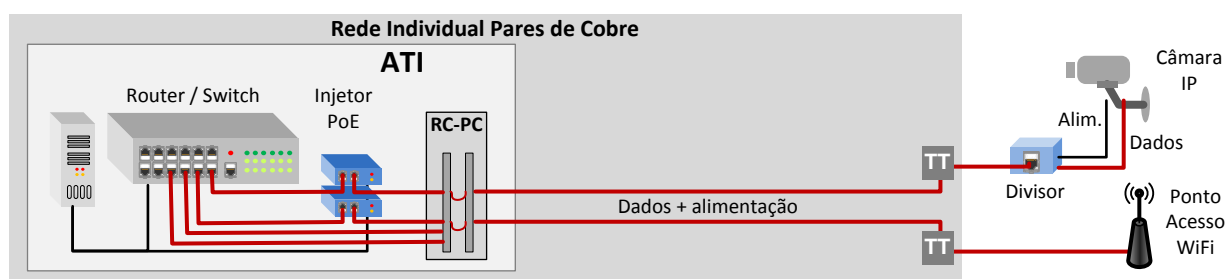 Rede Individual Pares de Cobre
ATI
Router / Switch
Injetor
PoE
RC-PC
TT
Dados + alimentação
TT
Câmara
IP
Alim.
Dados
Divisor
Ponto
Acesso
WiFi